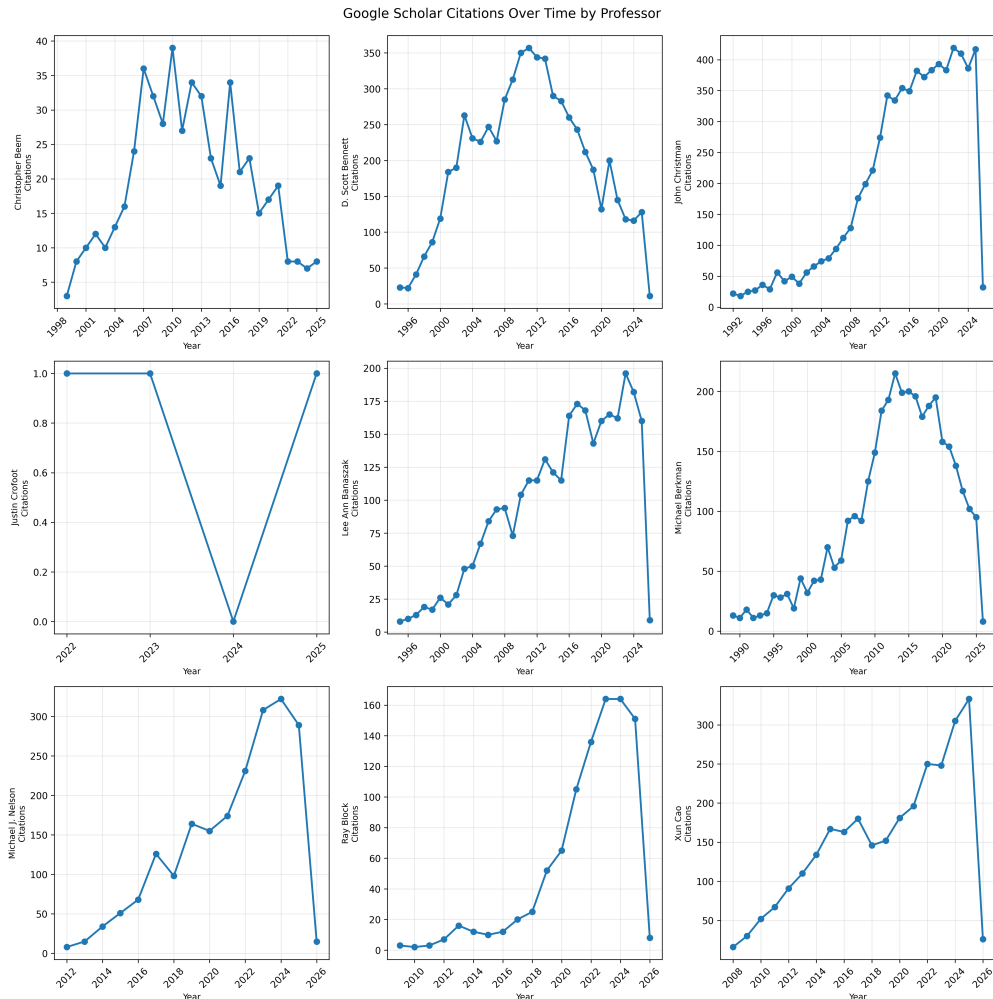 Google Scholar Citations Over Time by Professor
Christopher Beem
Citations
40
35
30
25
20
15
10
5
1998 2001 2004 2007 2010 2013 2016 2019 2022 2025
Year
D. Scott Bennett
Citations
350
300
250
200
150
100
50
0
1996 2000 2004 2008 2012 2016 2020 2024
Year
John Christman
Citations
400
350
300
250
200
150
100
50
0
1992 1996 2000 2004 2008 2012 2016 2020 2024
Year
Justin Crofoot
Citations
1.0
0.8
0.6
0.4
0.2
0.0
2022 2023 2024 2025
Year
Lee Ann Banaszak
Citations
200
175
150
125
100
75
50
25
0
1996 2000 2004 2008 2012 2016 2020 2024
Year
Michael Berkman
Citations
200
150
100
50
0
1990 1995 2000 2005 2010 2015 2020 2025
Year
Michael J. Nelson
Citations
300
250
200
150
100
50
0
2012 2014 2016 2018 2020 2022 2024 2026
Year
Ray Block
Citations
160
140
120
100
80
60
40
20
0
2010 2012 2014 2016 2018 2020 2022 2024 2026
Year
Xun Cao
Citations
300
250
200
150
100
50
2008 2010 2012 2014 2016 2018 2020 2022 2024 2026
Year